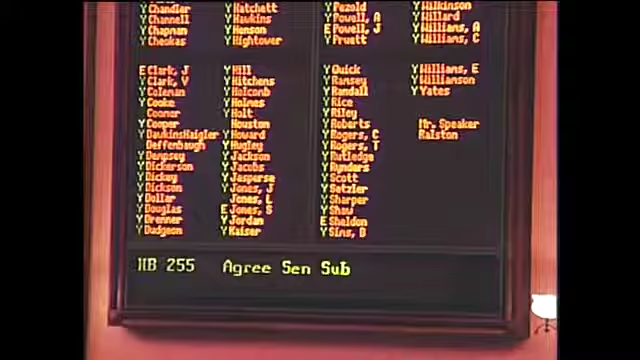 Chandler
Y Channell
Y Chapman
Y Cheokas
E Clark, J
Y Clark, V
Y Coleman
Y Cooke
Coomer
Y Cooper
Y DawkinsHaigler
Deffenbaugh
Y Dempsey
Y Dickerson
Y Dickey
Y Dickson
Y Dollar
Y Douglas
Y Drenner
Y Dudgeon
Y Hatchett
Y Hawkins
Y Henson
Y Hightower
Y Hill
Y Hitchens
Y Holcomb
Y Holmes
Holt
Y Houston
Y Howard
Y Hugley
Y Jackson
Y Jacobs
Y Jasperse
Y Jones, J
Jones, L
E Jones, S
Y Jordan
Y Kaiser
Y Pezold
Y Powell, A
E Powell, J
Y Pruett
Y Quick
Y Ramsey
Y Randall
Y Rice
Y Riley
Y Roberts
Y Rogers, C
Y Rogers, T
Y Rutledge
Y Rynders
Y Scott
Y Setzler
Y Sharper
Y Shaw
E Sheldon
Y Sims, B
Y Wilkinson
Y Willard
Y Williams, A
Y Williams, C
Y Williams, E
Y Williamson
Y Yates
Mr. Speaker
Ralston
HB 255 Agree Sen Sub